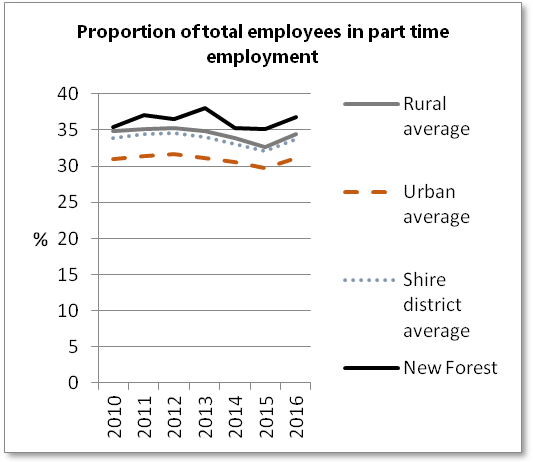 Proportion of total employees in part time
employment
40
35
30
25
20
15
10
5
0
%
2010
2011
2012
2013
2014
2015
2016
Rural
average
Urban
average
Shire
district
average
New Forest